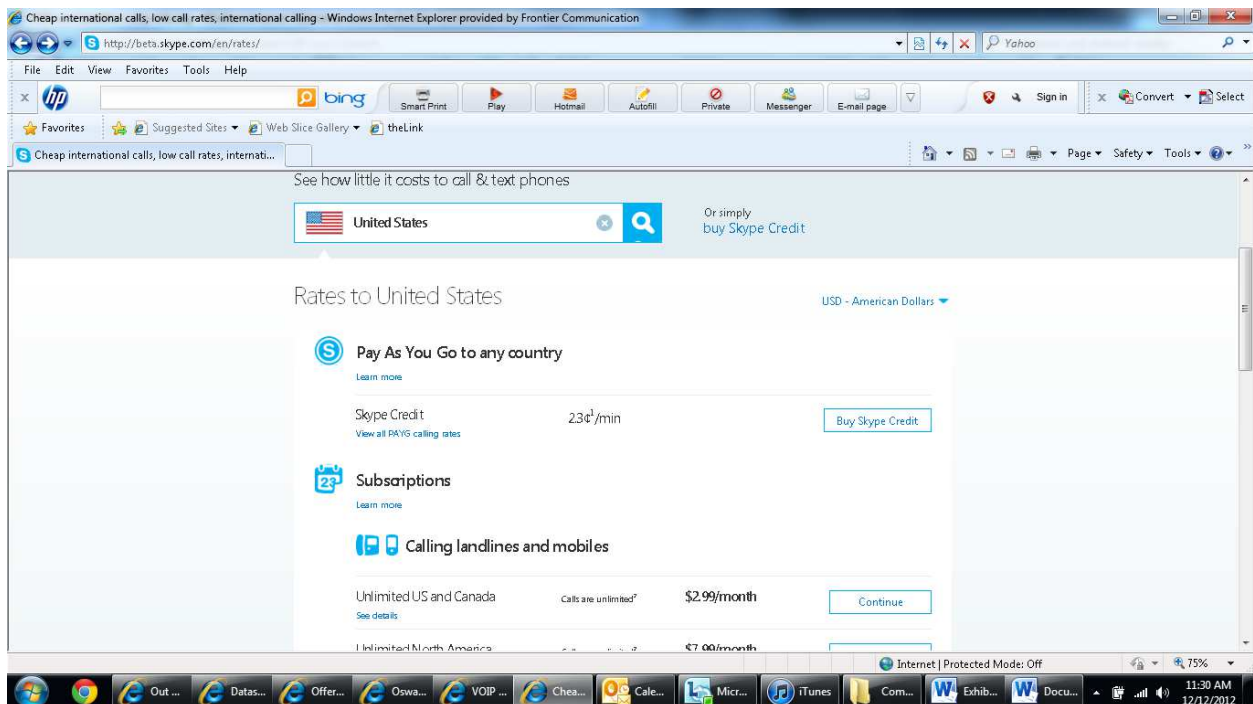 Cheap international calls, low call rates, international calling - Windows Internet Explorer provided by Frontier Communication
http://beta.skype.com/en/rates/
Yahoo
File Edit View Favorites Tools Help
hp bing Smart Print Play Hotmail Autofill Private Messenger E-mail page Sign in x Convert Select
Favorites Suggested Sites Web Slice Gallery theLink
Cheap international calls, low call rates, internati...
Page Safety Tools
See how little it costs to call & text phones
United States
Or simply
buy Skype Credit
Rates to United States
USD - American Dollars
Pay As You Go to any country
Learn more
Skype Credit 2.3¢¹/min Buy Skype Credit
View all PAYG calling rates
23 Subscriptions
Learn more
Calling landlines and mobiles
Unlimited US and Canada Calls are unlimited⁷ $2.99/month Continue
See details
Unlimited North America $7.99/month
Internet | Protected Mode: Off 75%
Out ... Datas... Offer... Oswa... VOIP ... Chea... Cale... Micr... iTunes Com... Exhib... Docu... 11:30 AM
12/12/2012